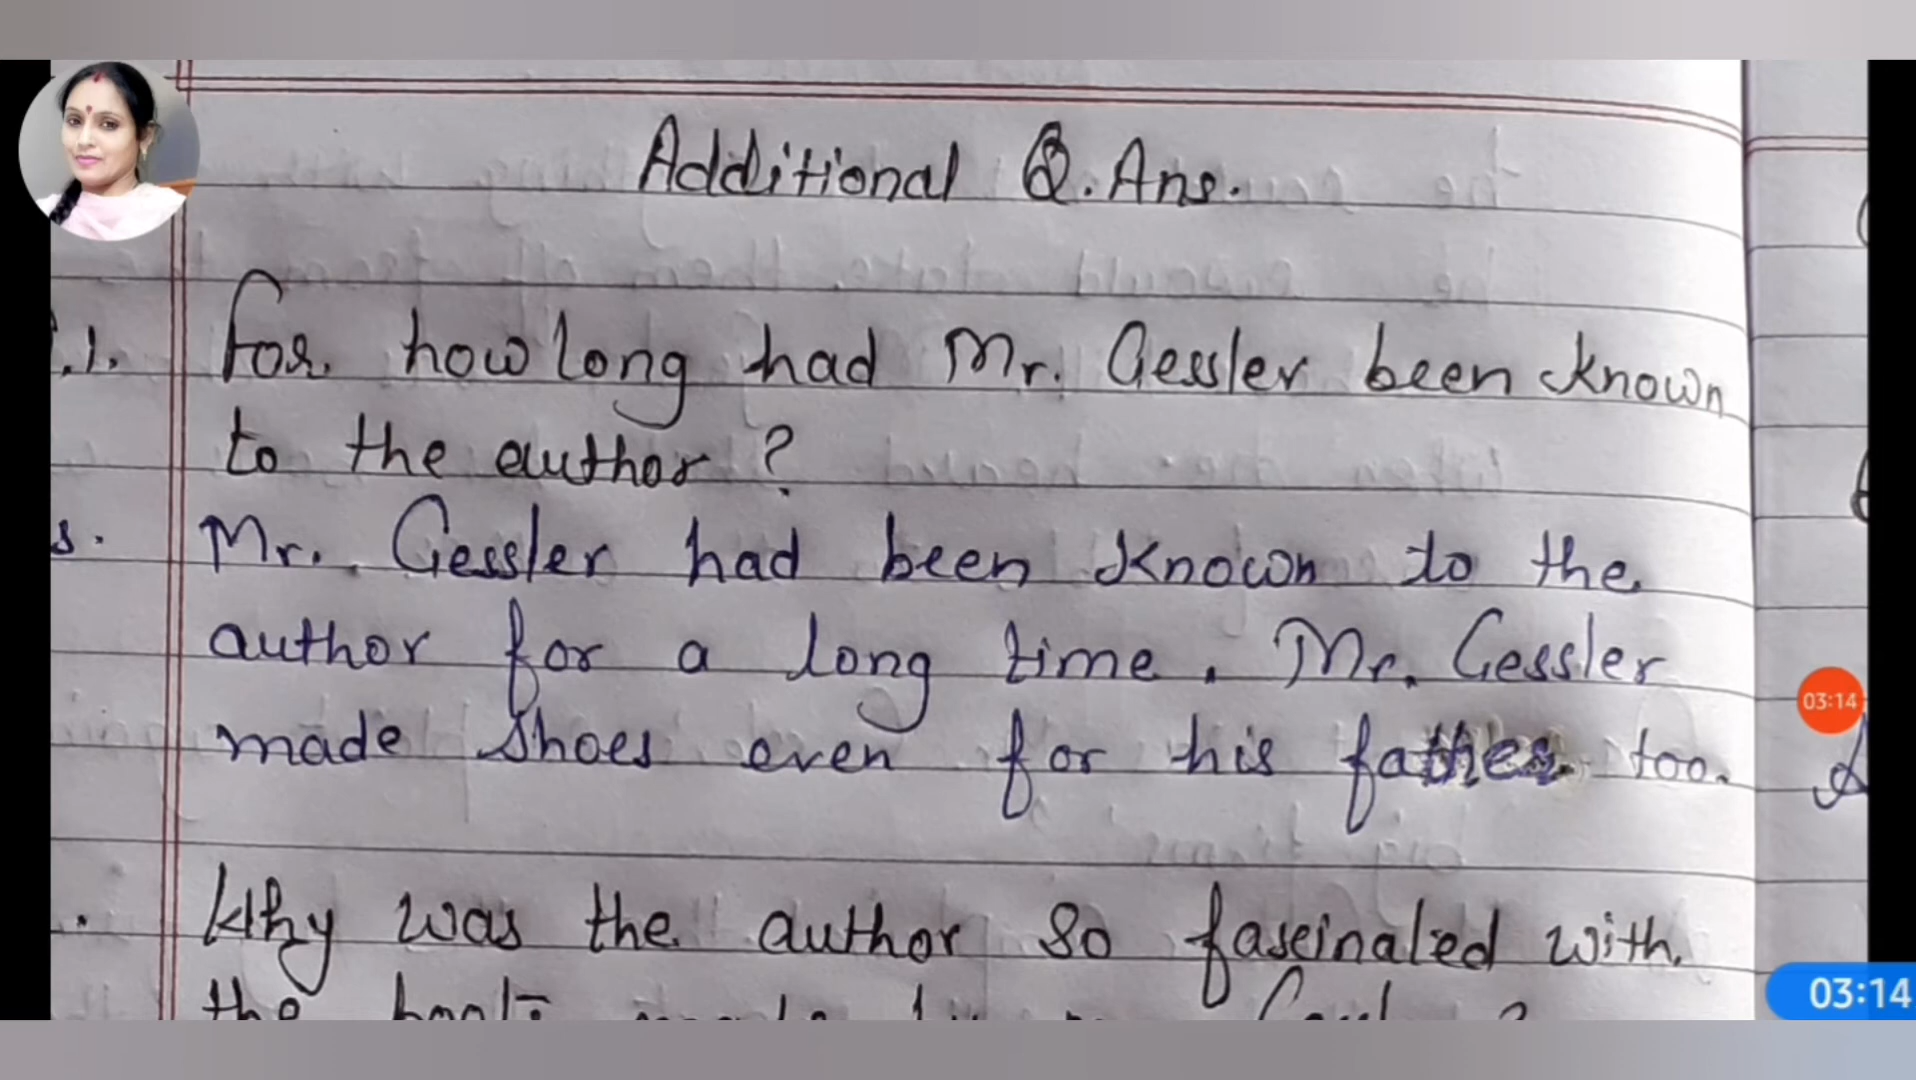 Additional Q. Ans.
.1. For how long had Mr. Gessler been known
to the author ?
s. Mr. Gessler had been known to the
author for a long time. Mr. Gessler
made shoes even for his father too.
03:14
. Why was the author so fascinated with
the
03:14